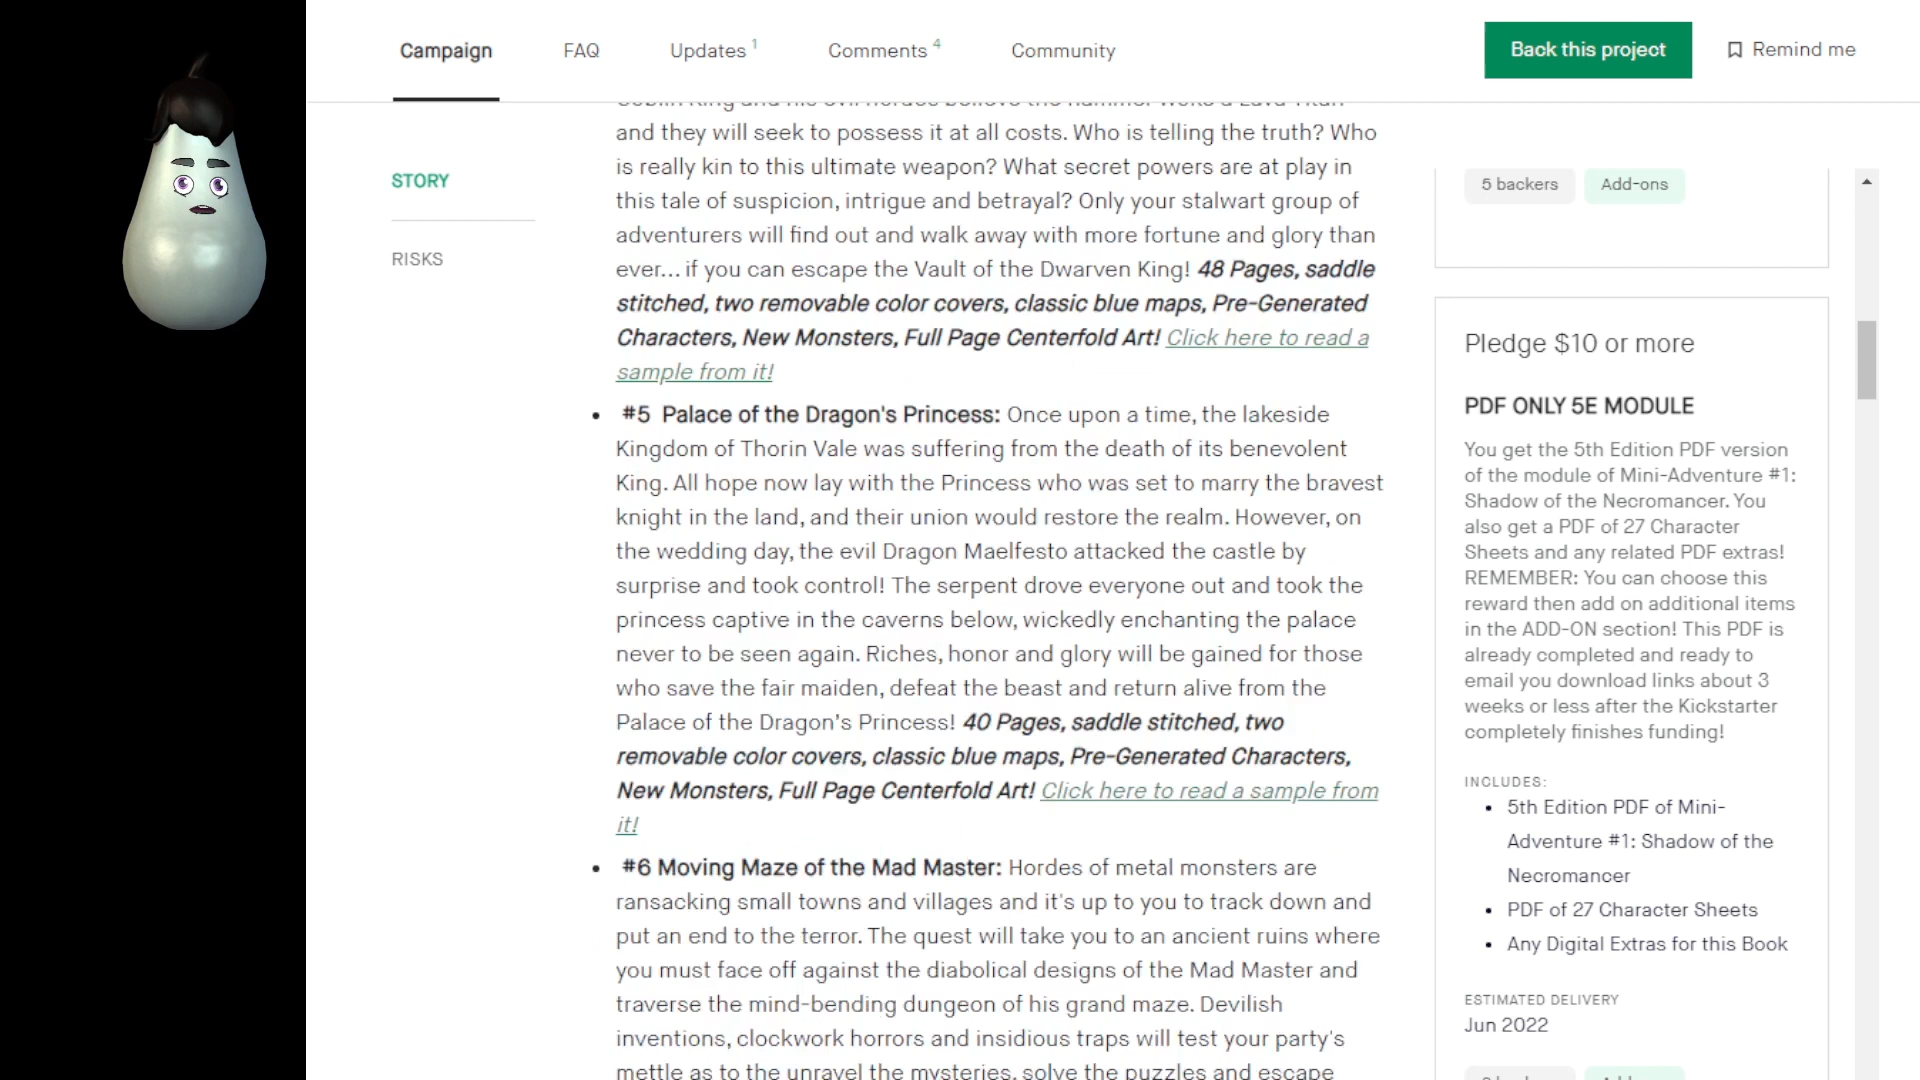 Campaign
FAQ
Updates 1
Comments 4
Community
Back this project
Remind me
STORY
RISKS
and they will seek to possess it at all costs. Who is telling the truth? Who
is really kin to this ultimate weapon? What secret powers are at play in
this tale of suspicion, intrigue and betrayal? Only your stalwart group of
adventurers will find out and walk away with more fortune and glory than
ever... if you can escape the Vault of the Dwarven King! 48 Pages, saddle
stitched, two removable color covers, classic blue maps, Pre-Generated
Characters, New Monsters, Full Page Centerfold Art! Click here to read a
sample from it!
• #5 Palace of the Dragon's Princess: Once upon a time, the lakeside
Kingdom of Thorin Vale was suffering from the death of its benevolent
King. All hope now lay with the Princess who was set to marry the bravest
knight in the land, and their union would restore the realm. However, on
the wedding day, the evil Dragon Maelfesto attacked the castle by
surprise and took control! The serpent drove everyone out and took the
princess captive in the caverns below, wickedly enchanting the palace
never to be seen again. Riches, honor and glory will be gained for those
who save the fair maiden, defeat the beast and return alive from the
Palace of the Dragon's Princess! 40 Pages, saddle stitched, two
removable color covers, classic blue maps, Pre-Generated Characters,
New Monsters, Full Page Centerfold Art! Click here to read a sample from
it!
• #6 Moving Maze of the Mad Master: Hordes of metal monsters are
ransacking small towns and villages and it's up to you to track down and
put an end to the terror. The quest will take you to an ancient ruins where
you must face off against the diabolical designs of the Mad Master and
traverse the mind-bending dungeon of his grand maze. Devilish
inventions, clockwork horrors and insidious traps will test your party's
mettle as to the unravel the mysteries, solve the puzzles and escape
5 backers
Add-ons
Pledge $10 or more
PDF ONLY 5E MODULE
You get the 5th Edition PDF version
of the module of Mini-Adventure #1:
Shadow of the Necromancer. You
also get a PDF of 27 Character
Sheets and any related PDF extras!
REMEMBER: You can choose this
reward then add on additional items
in the ADD-ON section! This PDF is
already completed and ready to
email you download links about 3
weeks or less after the Kickstarter
completely finishes funding!
INCLUDES:
• 5th Edition PDF of Mini-
Adventure #1: Shadow of the
Necromancer
• PDF of 27 Character Sheets
• Any Digital Extras for this Book
ESTIMATED DELIVERY
Jun 2022